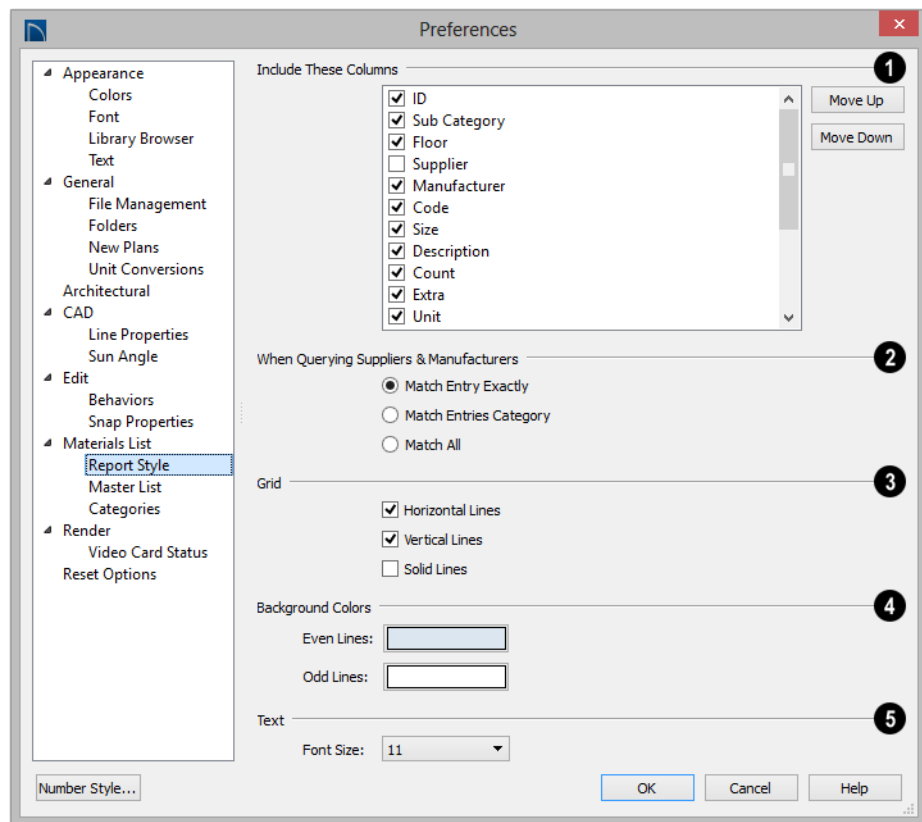 Preferences
Appearance
Colors
Font
Library Browser
Text
General
File Management
Folders
New Plans
Unit Conversions
Architectural
CAD
Line Properties
Sun Angle
Edit
Behaviors
Snap Properties
Materials List
Report Style
Master List
Categories
Render
Video Card Status
Reset Options
Include These Columns
1
ID
Sub Category
Floor
Supplier
Manufacturer
Code
Size
Description
Count
Extra
Unit
Move Up
Move Down
When Querying Suppliers & Manufacturers
2
Match Entry Exactly
Match Entries Category
Match All
Grid
3
Horizontal Lines
Vertical Lines
Solid Lines
Background Colors
4
Even Lines:
Odd Lines:
Text
5
Font Size: 11
Number Style...
OK
Cancel
Help